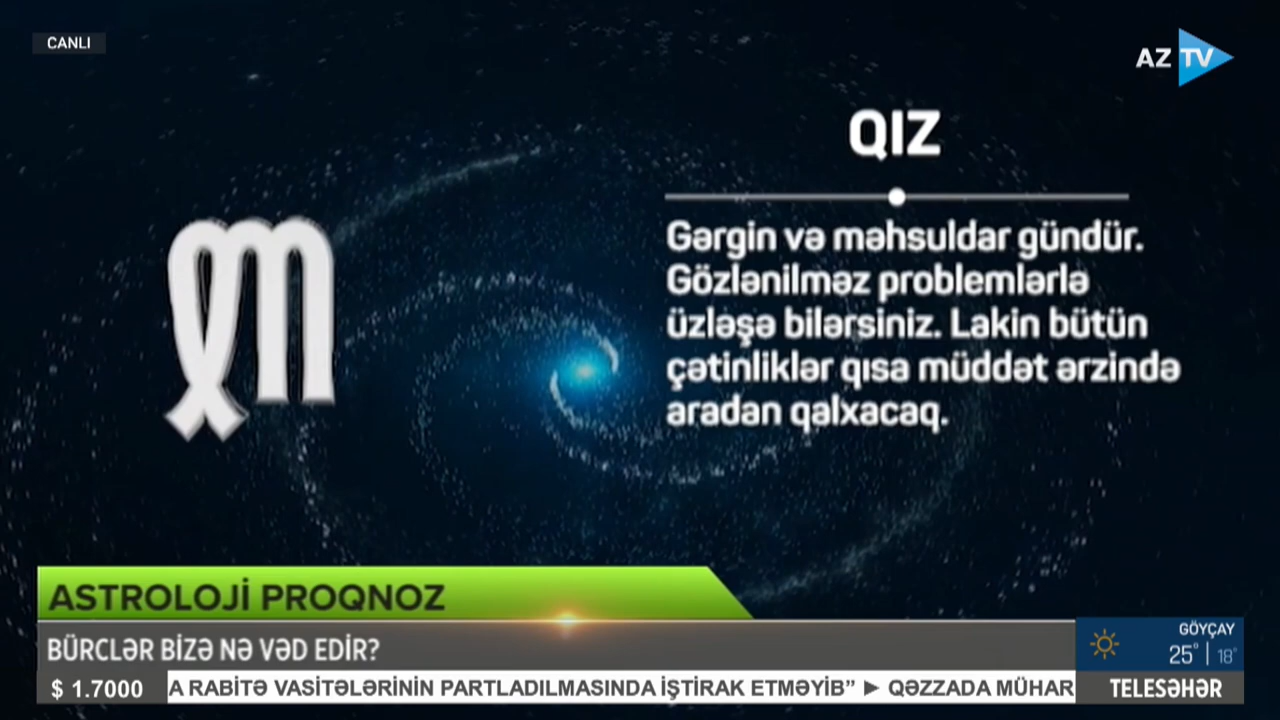 CANLI
AZ TV
QIZ
Gərgin və məhsuldar gündür.
Gözlənilməz problemlərlə
üzləşə bilərsiniz. Lakin bütün
çətinliklər qısa müddət ərzində
aradan qalxacaq.
ASTROLOJİ PROQNOZ
BÜRCLƏR BİZƏ NƏ VƏD EDİR?
GÖYÇAY
25° | 18°
$ 1.7000 A RABİTƏ VASİTƏLƏRİNİN PARTLADILMASINDA İŞTİRAK ETMƏYİB” ► QƏZZADA MÜHAR
TELESƏHƏR